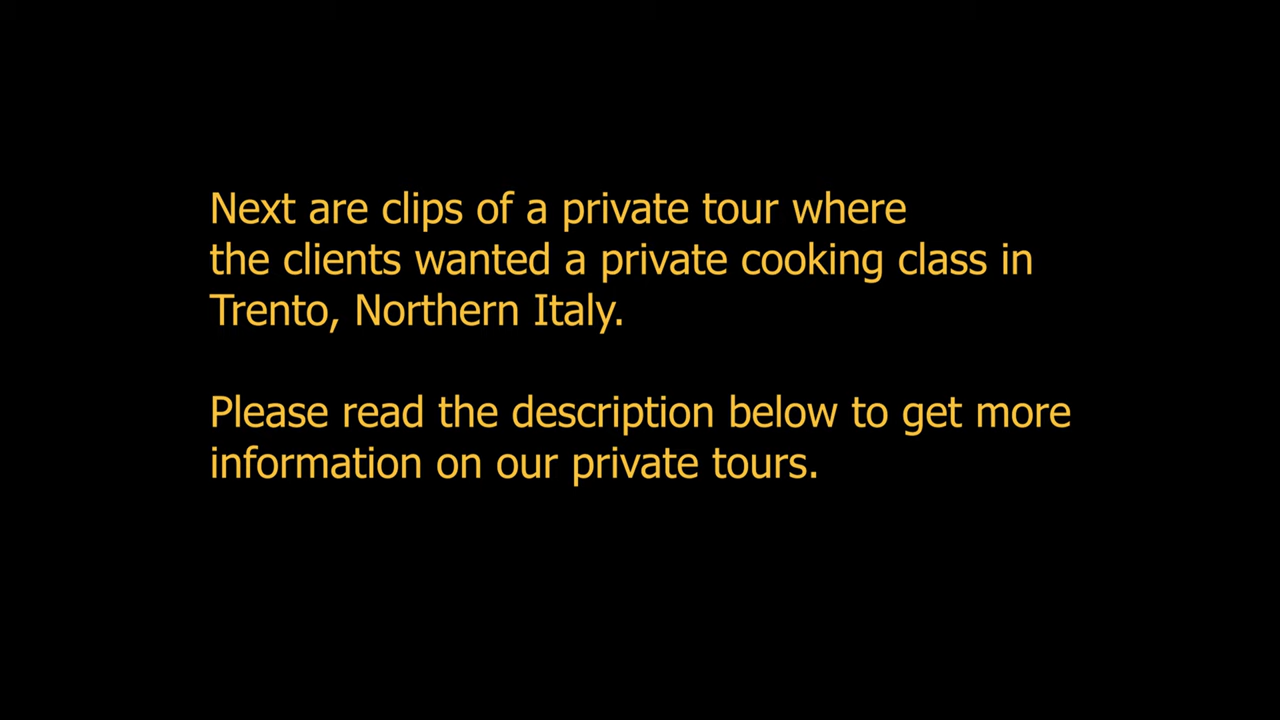 Next are clips of a private tour where
the clients wanted a private cooking class in
Trento, Northern Italy.
Please read the description below to get more
information on our private tours.